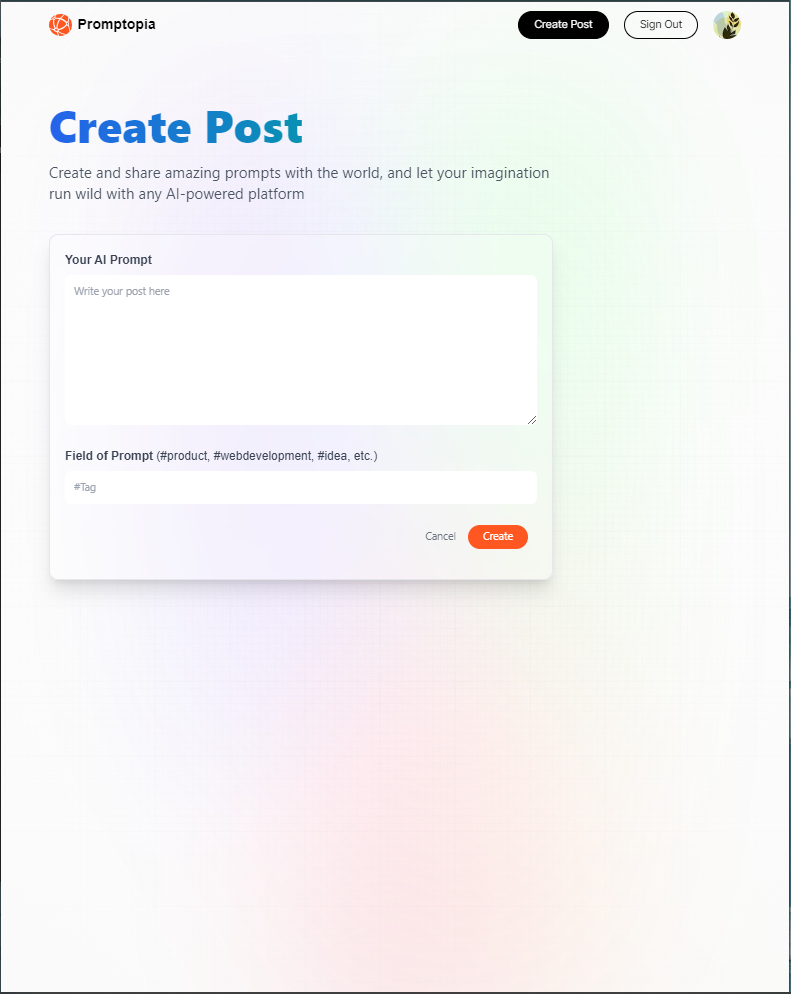 Promptopia
Create Post
Sign Out
Create Post
Create and share amazing prompts with the world, and let your imagination
run wild with any AI-powered platform
Your AI Prompt
Write your post here
Field of Prompt (#product, #webdevelopment, #idea, etc.)
#Tag
Cancel
Create